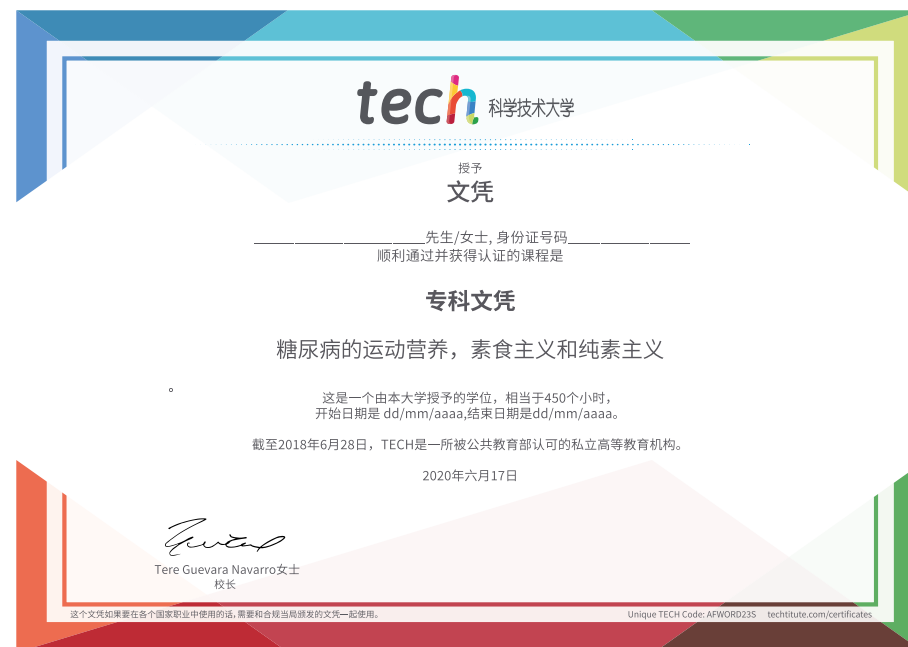 tech 科学技术大学
授予
文凭
____________________先生/女士, 身份证号码______________
顺利通过并获得认证的课程是
专科文凭
糖尿病的运动营养，素食主义和纯素主义
。
这是一个由本大学授予的学位，相当于450个小时，
开始日期是 dd/mm/aaaa,结束日期是dd/mm/aaaa。
截至2018年6月28日，TECH是一所被公共教育部认可的私立高等教育机构。
2020年六月17日
Tere Guevara Navarro女士
校长
这个文凭如果要在各个国家职业中使用的话,需要和合规当局颁发的文凭一起使用。
Unique TECH Code: AFWORD23S techtitute.com/certificates